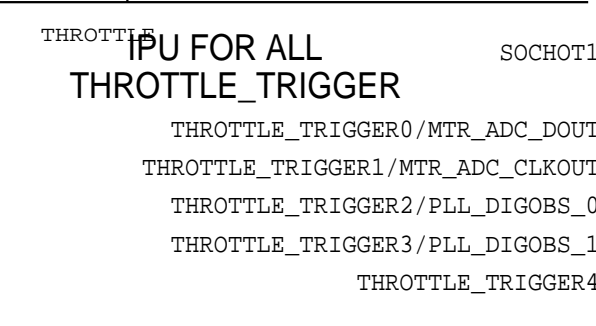 THROTTLE
IPU FOR ALL
SOCHOT1
THROTTLE_TRIGGER
THROTTLE_TRIGGER0/MTR_ADC_DOUT
THROTTLE_TRIGGER1/MTR_ADC_CLKOUT
THROTTLE_TRIGGER2/PLL_DIGOBS_0
THROTTLE_TRIGGER3/PLL_DIGOBS_1
THROTTLE_TRIGGER4